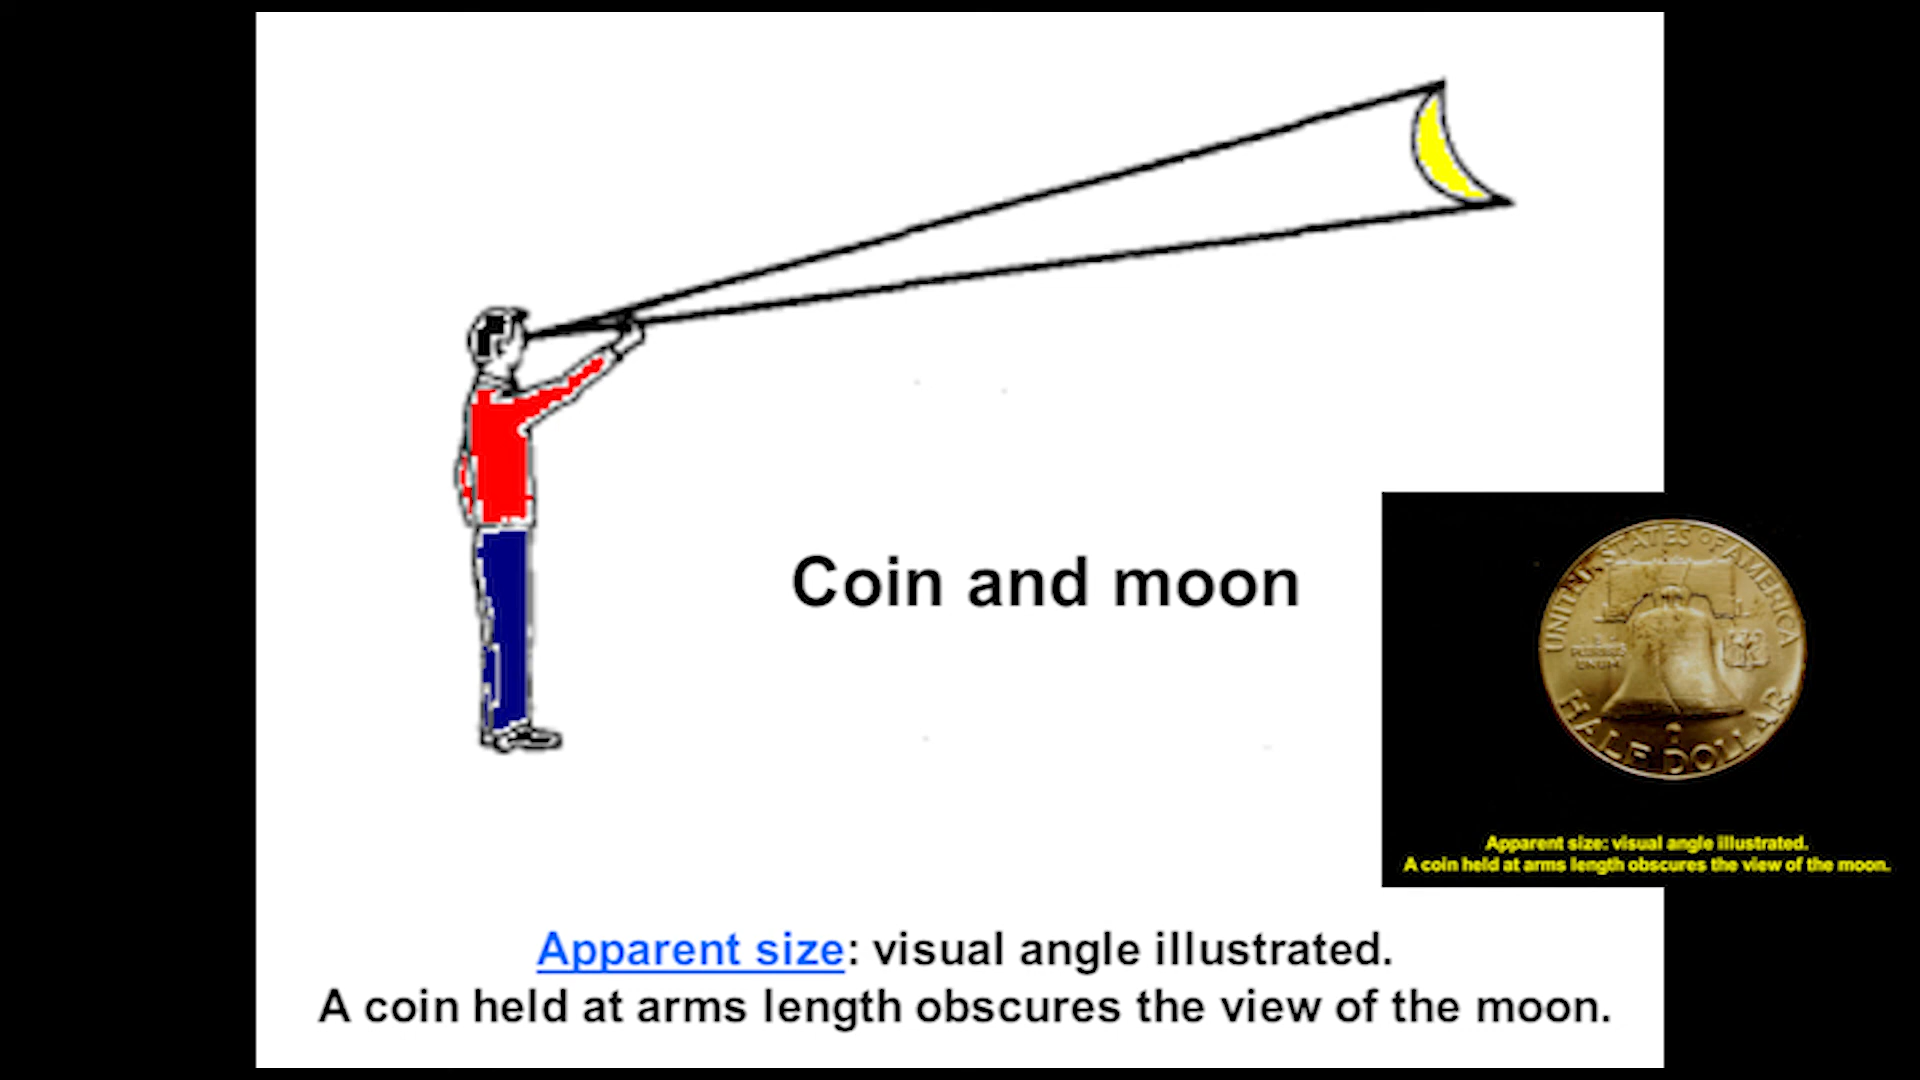 Coin and moon
UNITED STATES OF AMERICA
PLURIBUS
UNUM
HALF DOLLAR
Apparent size: visual angle illustrated.
A coin held at arms length obscures the view of the moon.
Apparent size: visual angle illustrated.
A coin held at arms length obscures the view of the moon.